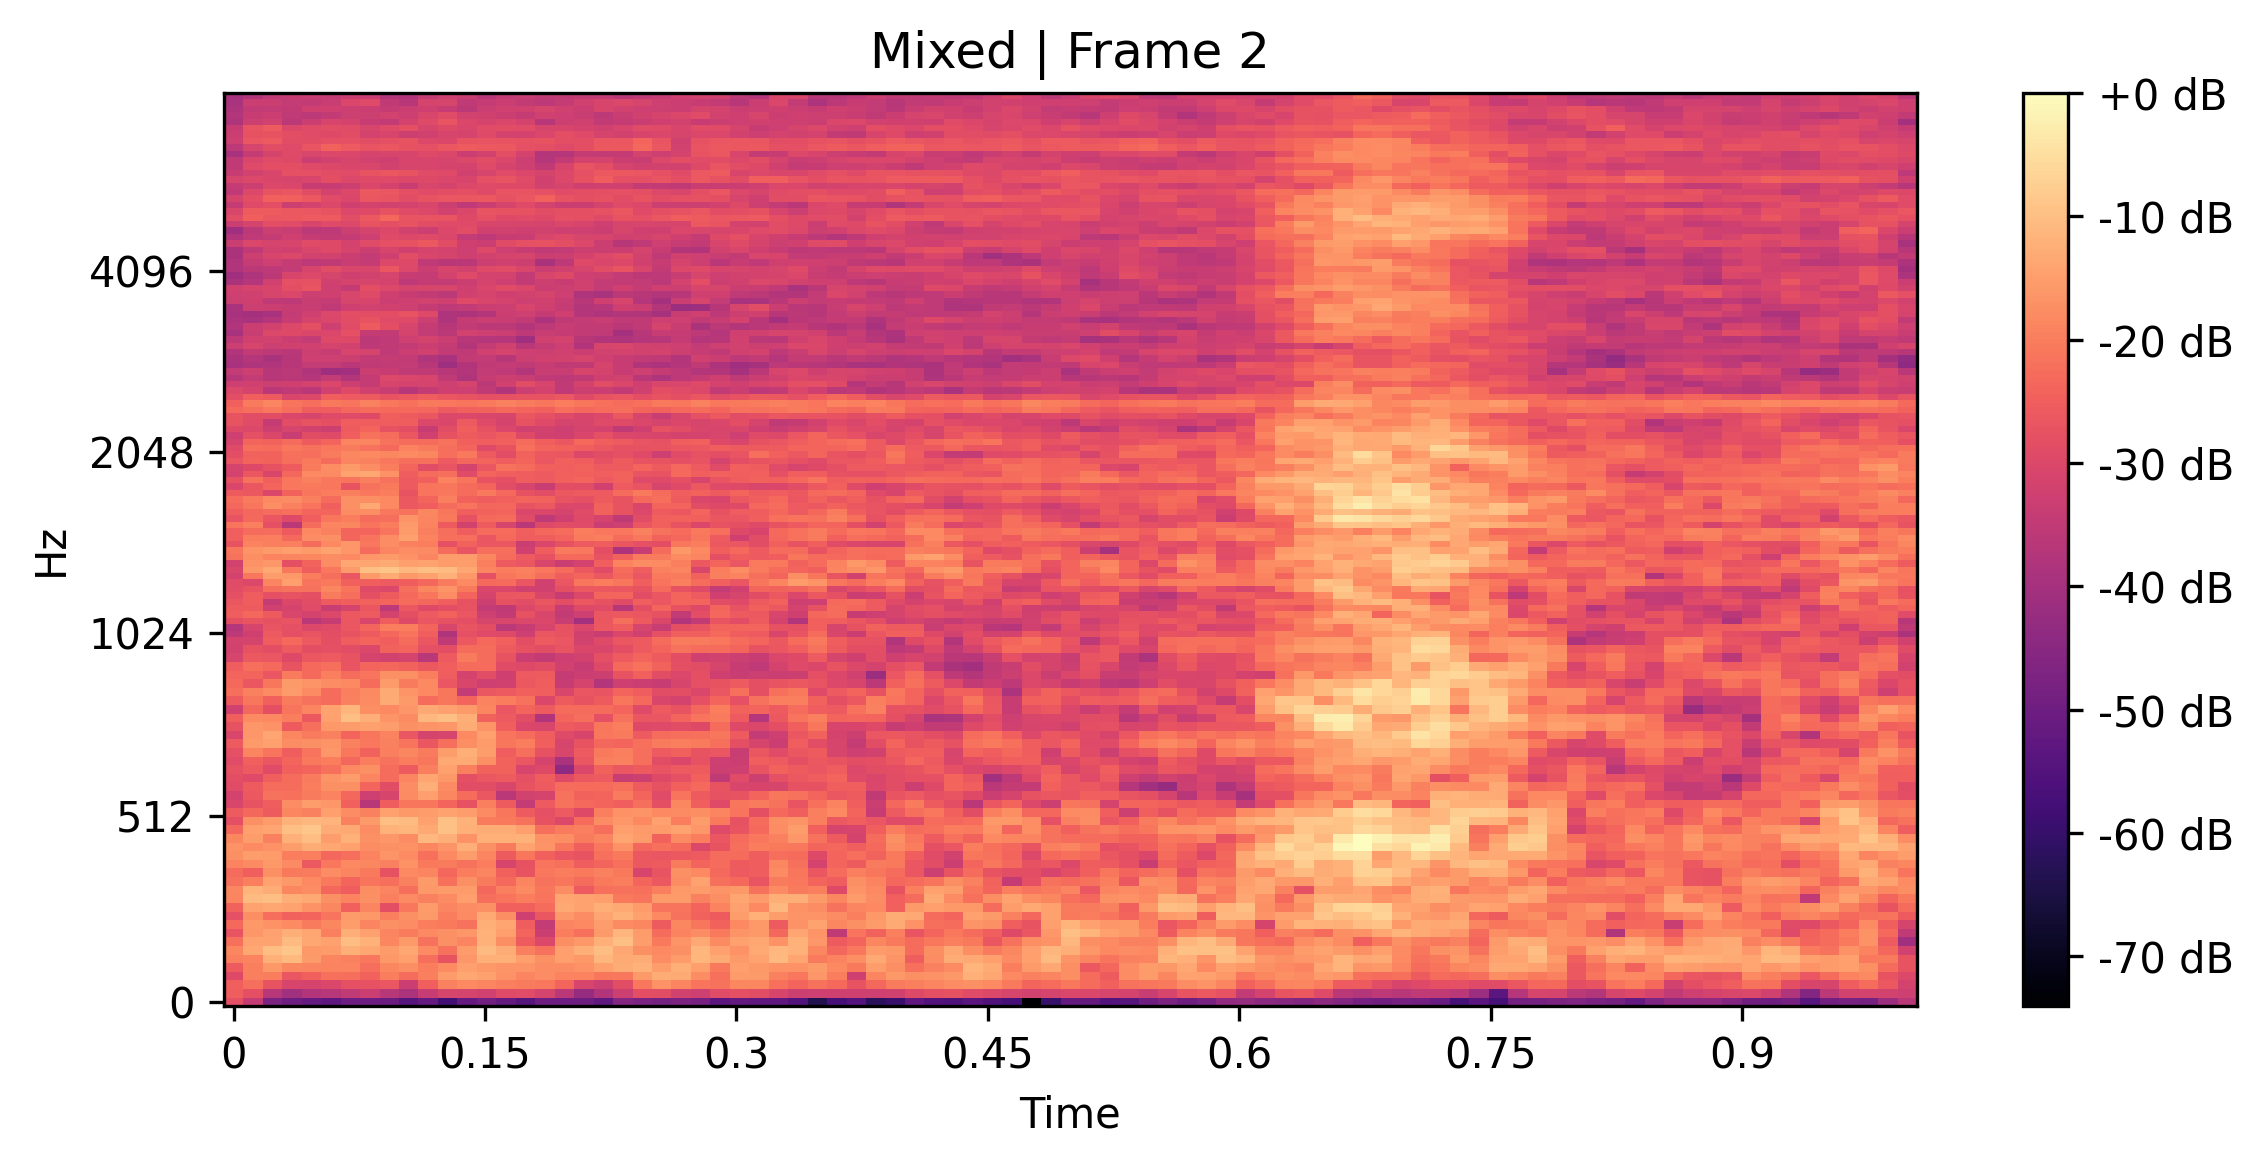 Mixed | Frame 2
+0 dB
-10 dB
-20 dB
-30 dB
-40 dB
-50 dB
-60 dB
-70 dB
Hz
4096
2048
1024
512
0
0 0.15 0.3 0.45 0.6 0.75 0.9
Time